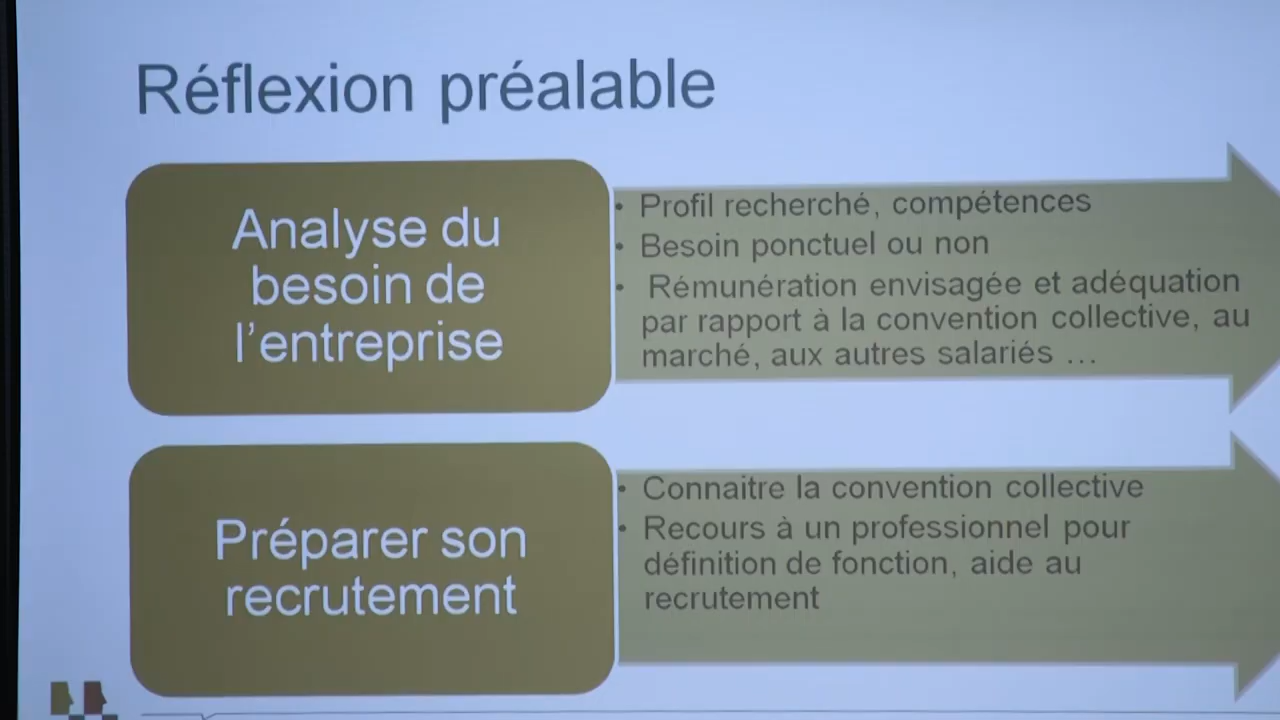 Réflexion préalable
Analyse du
besoin de
l’entreprise
• Profil recherché, compétences
• Besoin ponctuel ou non
• Rémunération envisagée et adéquation
par rapport à la convention collective, au
marché, aux autres salariés ...
Préparer son
recrutement
• Connaitre la convention collective
• Recours à un professionnel pour
définition de fonction, aide au
recrutement